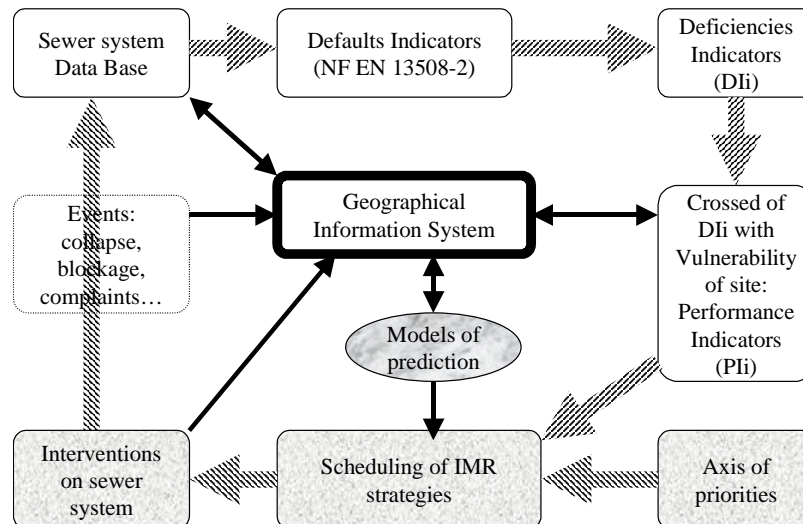 Sewer system
Data Base
Defaults Indicators
(NF EN 13508-2)
Deficiencies
Indicators
(DIi)
Events:
collapse,
blockage,
complaints…
Geographical
Information System
Crossed of
DIi with
Vulnerability
of site:
Performance
Indicators
(PIi)
Models of
prediction
Interventions
on sewer
system
Scheduling of IMR
strategies
Axis of
priorities